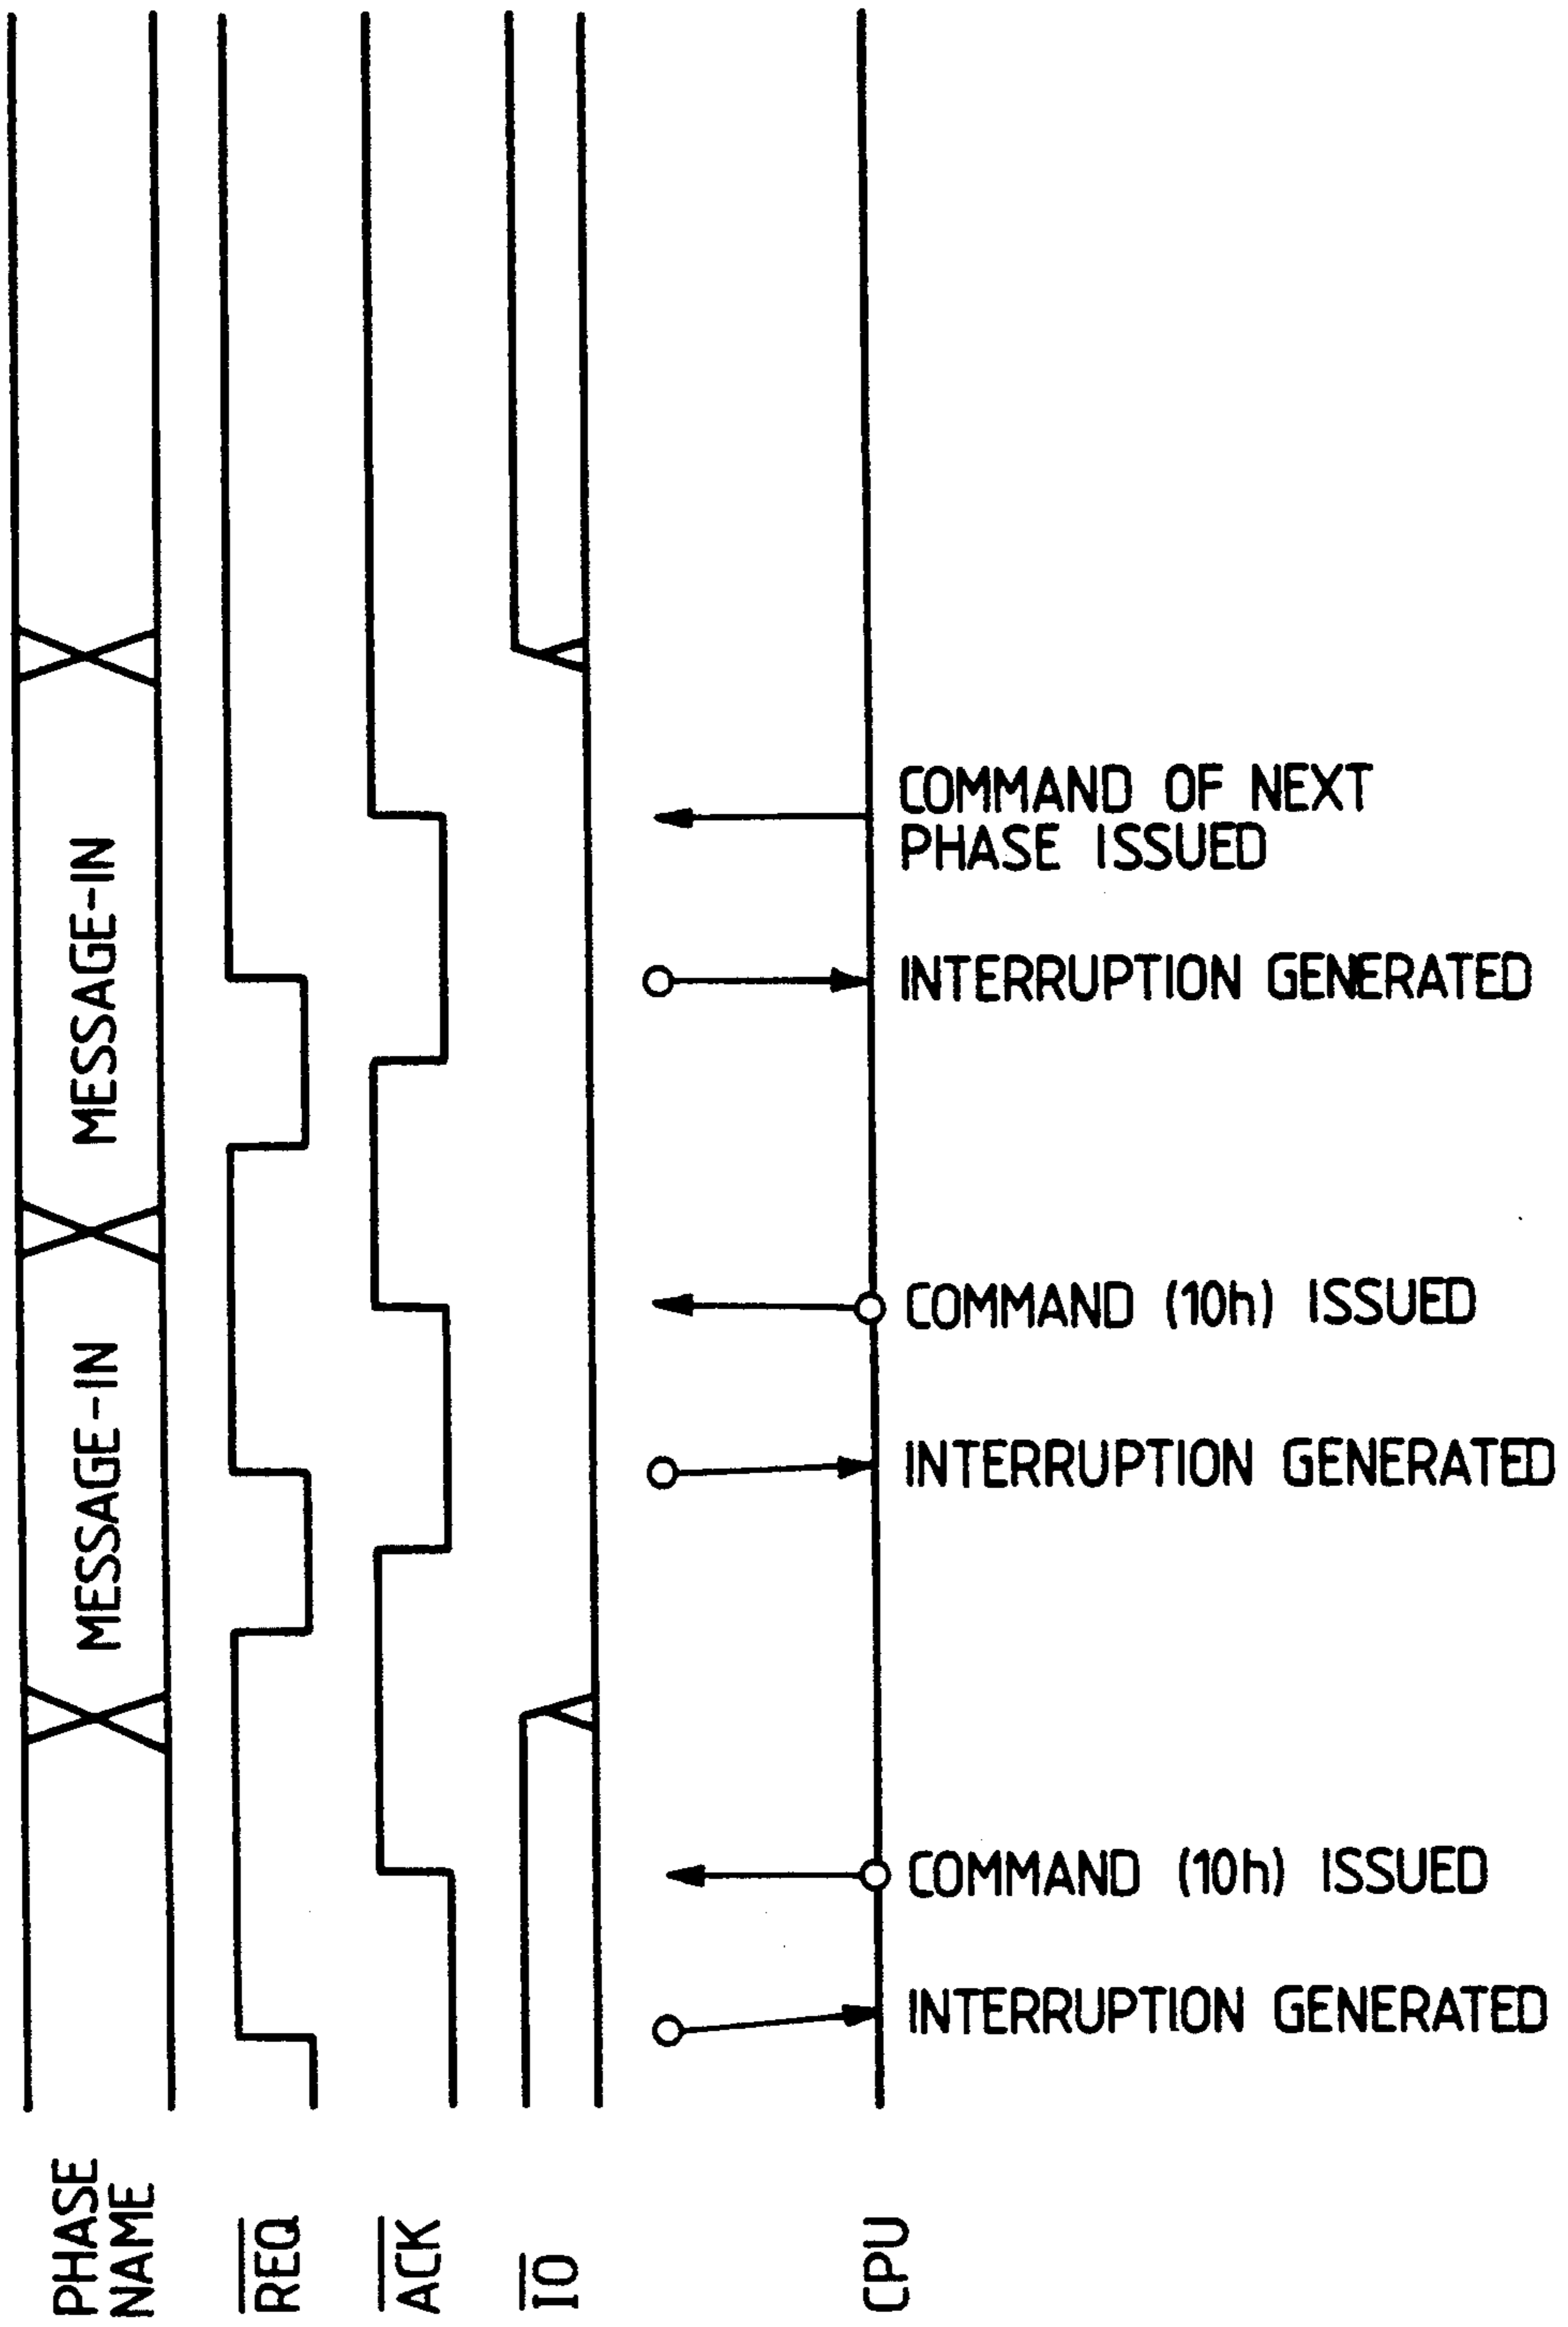 PHASE
NAME
MESSAGE-IN
MESSAGE-IN
REQ
ACK
IO
CPU
INTERRUPTION GENERATED
COMMAND (10h) ISSUED
INTERRUPTION GENERATED
COMMAND (10h) ISSUED
INTERRUPTION GENERATED
COMMAND OF NEXT
PHASE ISSUED